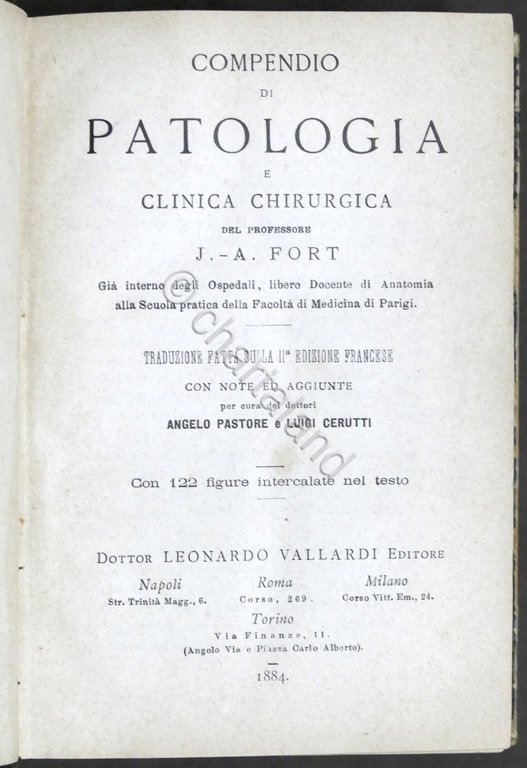 COMPENDIO
DI
PATOLOGIA
E
CLINICA CHIRURGICA
DEL PROFESSORE
J.-A. FORT
Già interno degli Ospedali, libero Docente di Anatomia
alla Scuola pratica della Facoltà di Medicina di Parigi.
TRADUZIONE FATTA SULLA IIª EDIZIONE FRANCESE
CON NOTE ED AGGIUNTE
per cura dei dottori
ANGELO PASTORE e LUIGI CERUTTI
Con 122 figure intercalate nel testo
DOTTOR LEONARDO VALLARDI EDITORE
Napoli Roma Milano
Str. Trinità Magg., 6. Corso, 269. Corso Vitt. Em., 24.
Torino
Via Finanze, 11.
(Angolo Via e Piazza Carlo Alberto).
1884.
© chartaland